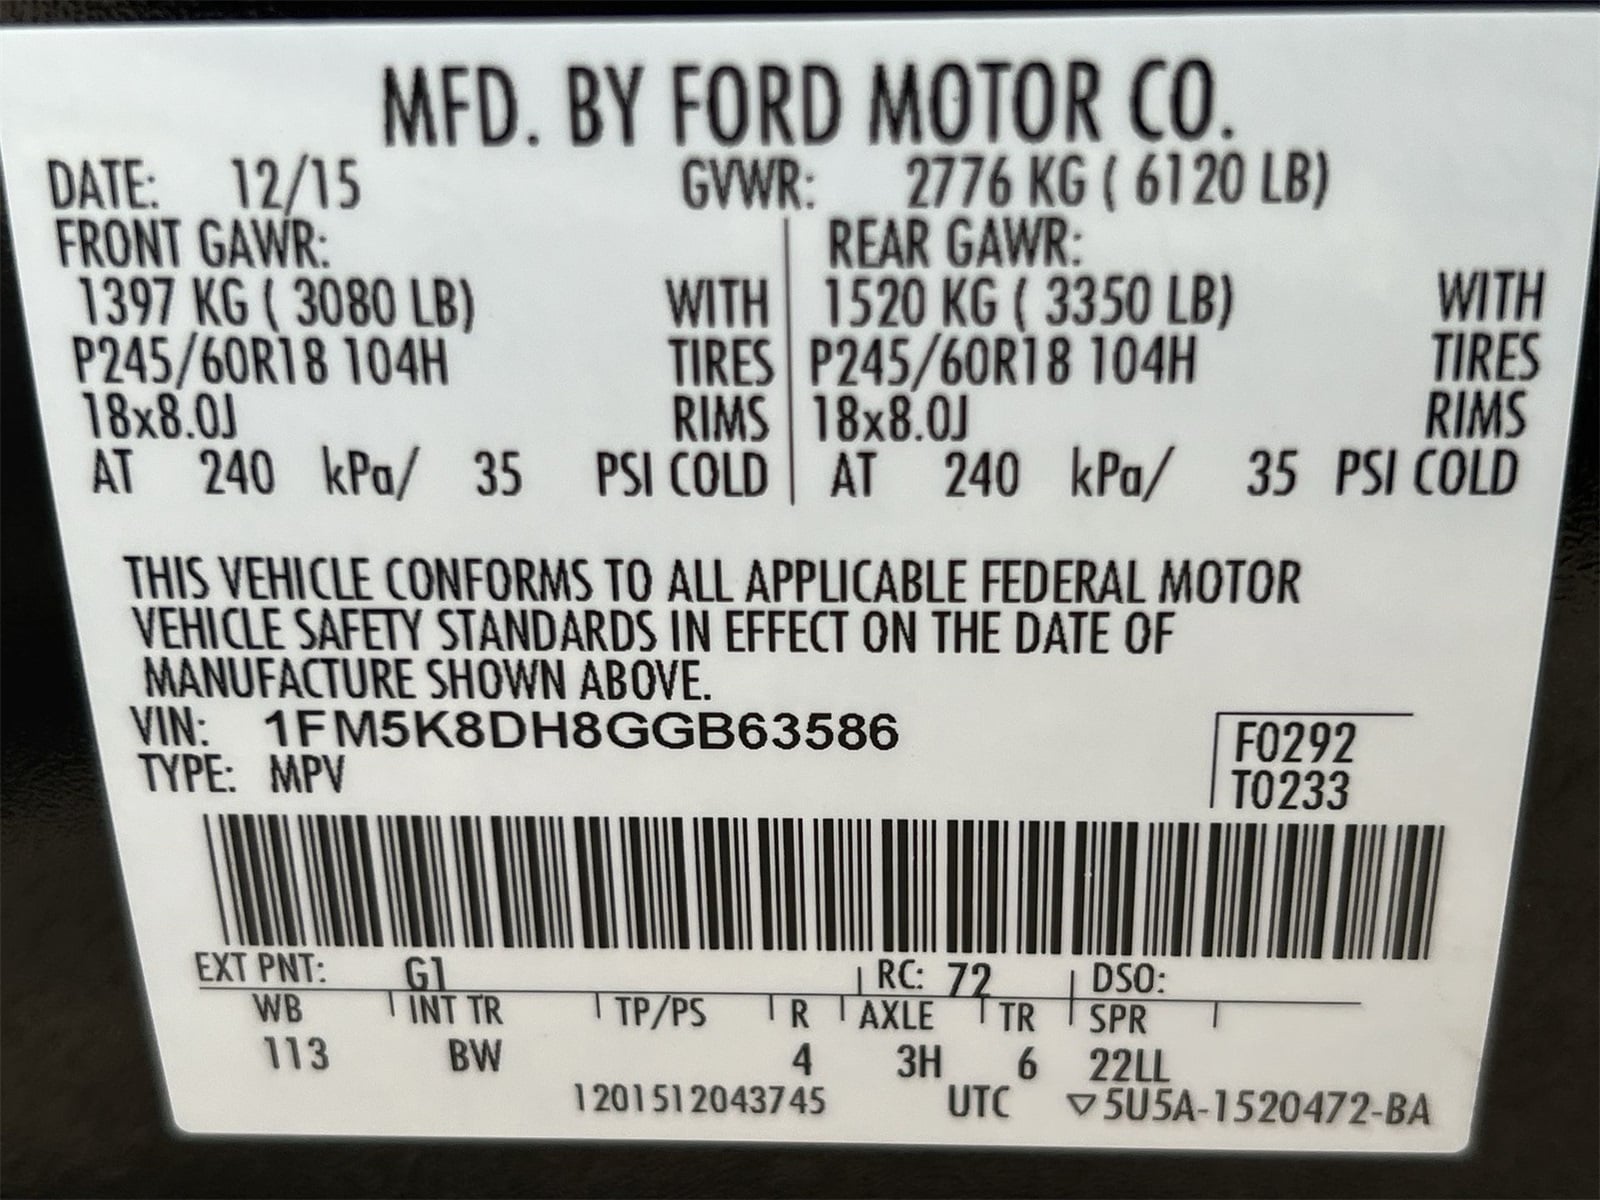 MFD. BY FORD MOTOR CO.
DATE: 12/15 GVWR: 2776 KG ( 6120 LB)
FRONT GAWR: REAR GAWR:
1397 KG ( 3080 LB) WITH 1520 KG ( 3350 LB) WITH
P245/60R18 104H TIRES P245/60R18 104H TIRES
18x8.0J RIMS 18x8.0J RIMS
AT 240 kPa/ 35 PSI COLD AT 240 kPa/ 35 PSI COLD
THIS VEHICLE CONFORMS TO ALL APPLICABLE FEDERAL MOTOR
VEHICLE SAFETY STANDARDS IN EFFECT ON THE DATE OF
MANUFACTURE SHOWN ABOVE.
VIN: 1FM5K8DH8GGB63586 F0292
TYPE: MPV T0233
EXT PNT: G1 RC: 72 DSO:
WB INT TR TP/PS R AXLE TR SPR
113 BW 4 3H 6 22LL
1201512043745 UTC ▽5U5A-1520472-BA